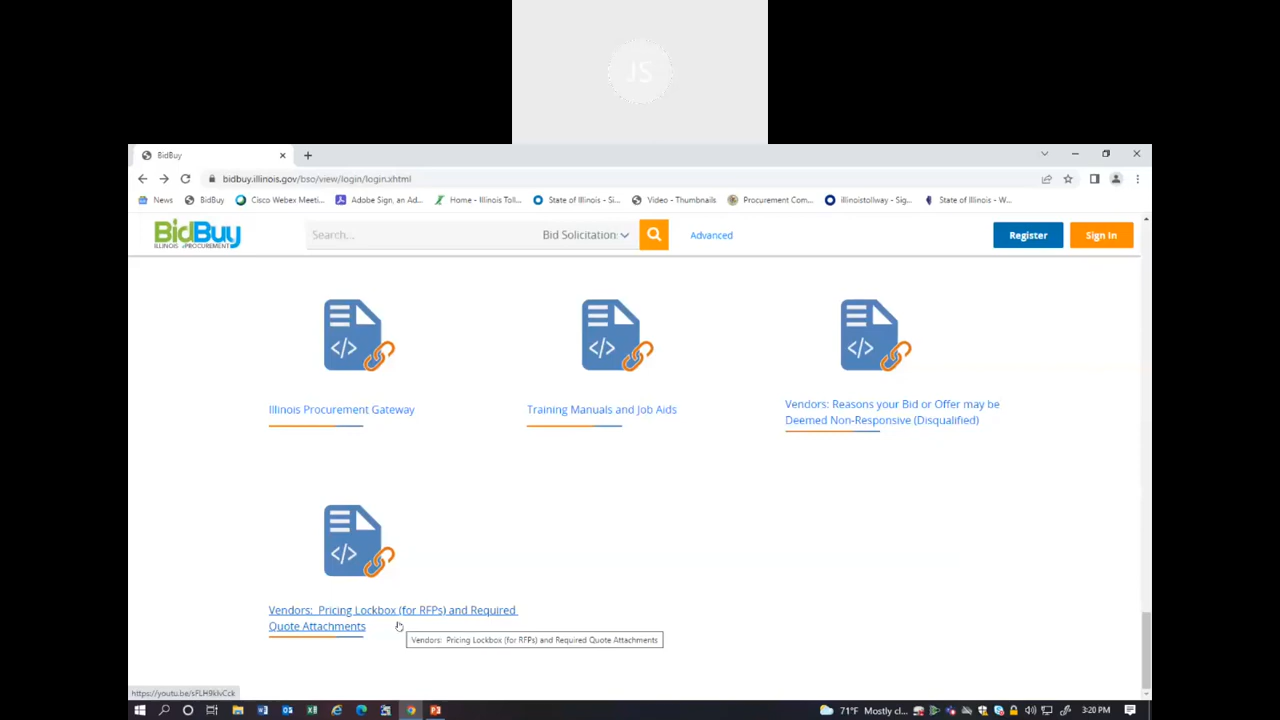 JS
BidBuy
bidbuy.illinois.gov/bso/view/login/login.xhtml
News
BidBuy
Cisco Webex Meeti...
Adobe Sign, an Ad...
Home - Illinois Toll...
State of Illinois - Si...
Video - Thumbnails
Procurement Com...
illinoistollway - Sig...
State of Illinois - W...
BidBuy
ILLINOIS ePROCUREMENT
Search...
Bid Solicitation:
Advanced
Register
Sign In
Illinois Procurement Gateway
Training Manuals and Job Aids
Vendors: Reasons your Bid or Offer may be
Deemed Non-Responsive (Disqualified)
Vendors: Pricing Lockbox (for RFPs) and Required
Quote Attachments
Vendors: Pricing Lockbox (for RFPs) and Required Quote Attachments
71°F Mostly cl...
3:20 PM